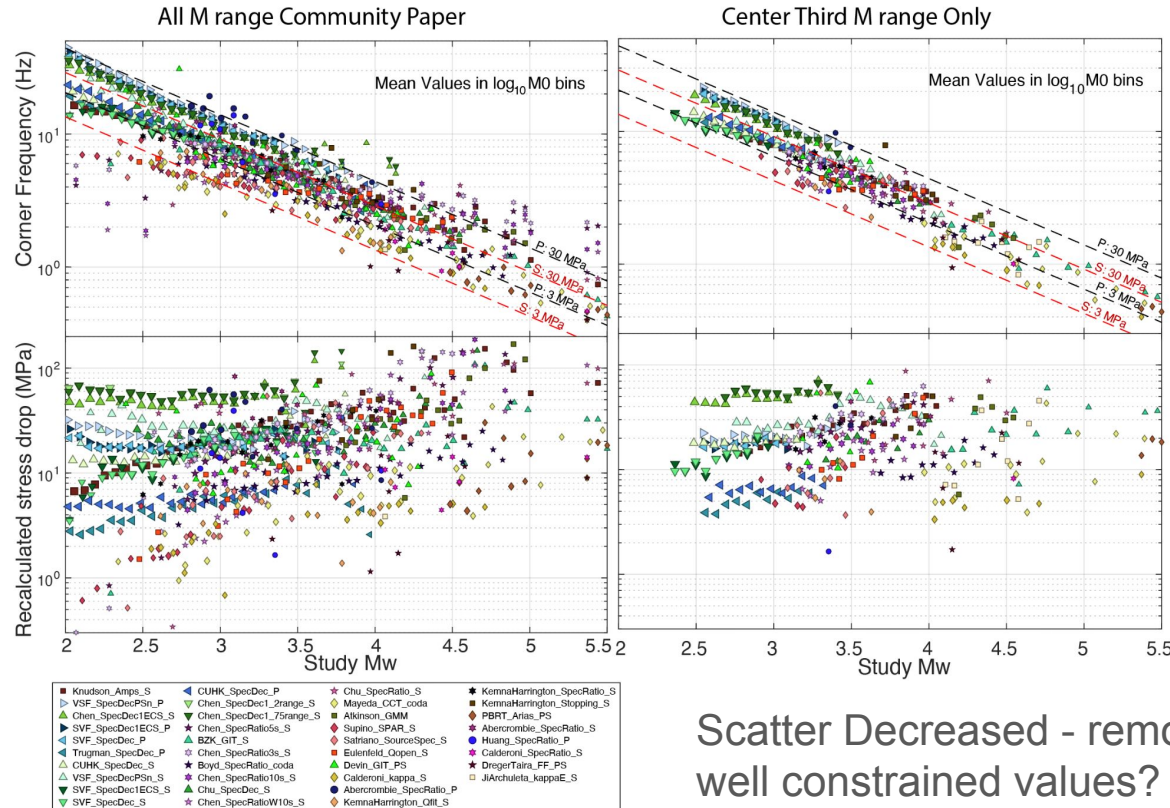 All M range Community Paper
Center Third M range Only
Corner Frequency (Hz)
10^1
10^0
Mean Values in log10M0 bins
P: 30 MPa
S: 30 MPa
P: 3 MPa
S: 3 MPa
Mean Values in log10M0 bins
P: 30 MPa
S: 30 MPa
P: 3 MPa
S: 3 MPa
Recalculated stress drop (MPa)
10^2
10^1
10^0
2 2.5 3 3.5 4 4.5 5 5.5
Study Mw
2 2.5 3 3.5 4 4.5 5 5.5
Study Mw
Knudson_Amps_S
VSF_SpecDecPSn_P
Chen_SpecDec1ECS_S
SVF_SpecDec1ECS_P
SVF_SpecDec_P
Trugman_SpecDec_P
CUHK_SpecDec_S
VSF_SpecDecPSn_S
SVF_SpecDec1ECS_S
SVF_SpecDec_S
CUHK_SpecDec_P
Chen_SpecDec1_2range_S
Chen_SpecDec1_75range_S
Chen_SpecRatio5s_S
BZK_GIT_S
Chen_SpecRatio3s_S
Boyd_SpecRatio_coda
Chen_SpecRatio10s_S
Chu_SpecDec_S
Chen_SpecRatioW10s_S
Chu_SpecRatio_S
Mayeda_CCT_coda
Atkinson_GMM
Supino_SPAR_S
Satriano_SourceSpec_S
Eulenfeld_Qopen_S
Devin_GIT_PS
Calderoni_kappa_S
Abercrombie_SpecRatio_P
KemnaHarrington_Qfit_S
KemnaHarrington_SpecRatio_S
KemnaHarrington_Stopping_S
PBRT_Arias_PS
Abercrombie_SpecRatio_S
Huang_SpecRatio_P
Calderoni_SpecRatio_S
DregerTaira_FF_PS
JiArchuleta_kappaE_S
Scatter Decreased - remo
well constrained values?